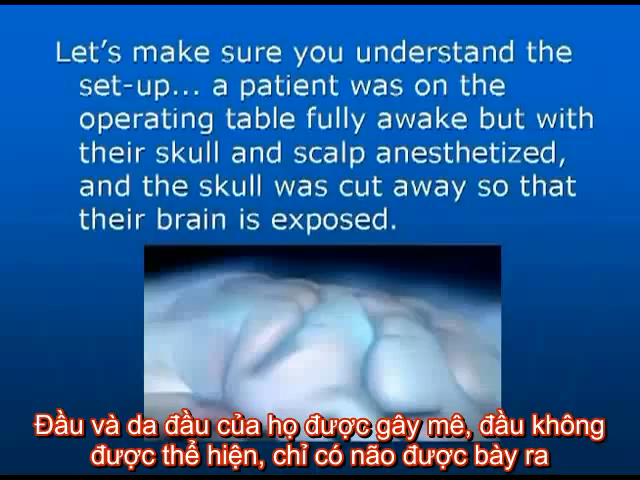 Let's make sure you understand the
set-up... a patient was on the
operating table fully awake but with
their skull and scalp anesthetized,
and the skull was cut away so that
their brain is exposed.
Đầu và da đầu của họ được gây mê, đầu không
được thể hiện, chỉ có não được bày ra